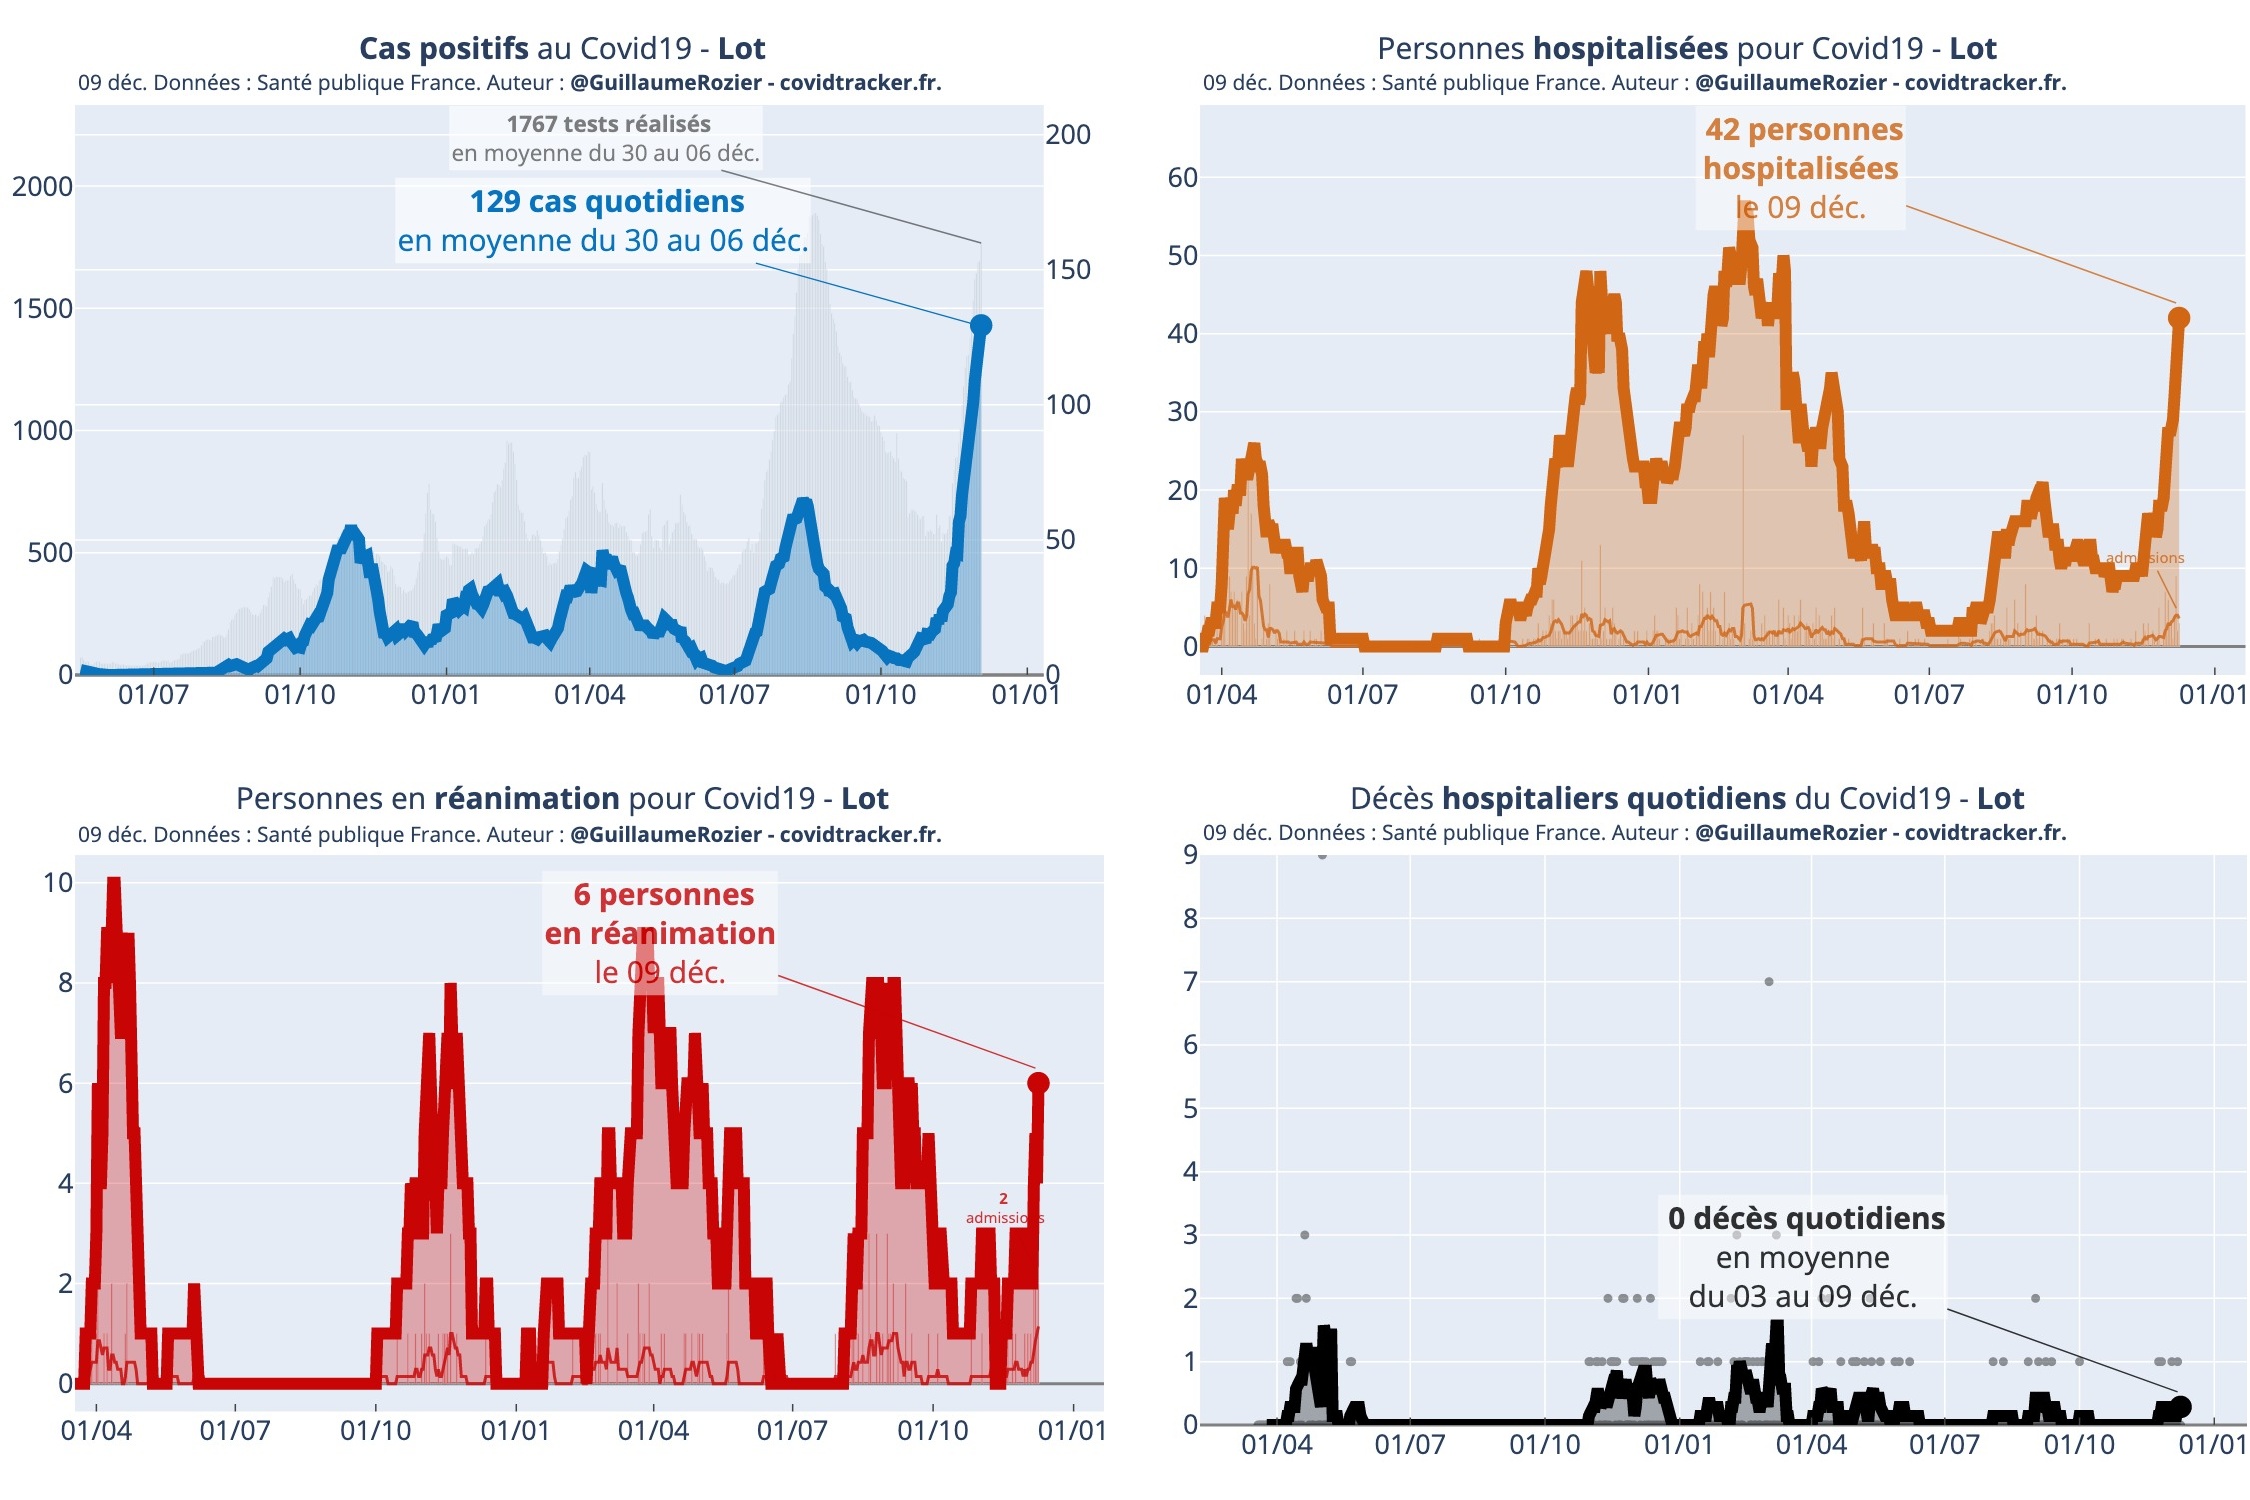 Cas positifs au Covid19 - Lot
09 déc. Données : Santé publique France. Auteur : @GuillaumeRozier - covidtracker.fr.
1767 tests réalisés
en moyenne du 30 au 06 déc.
129 cas quotidiens
en moyenne du 30 au 06 déc.
2000
1500
1000
500
0
200
150
100
50
0
01/07 01/10 01/01 01/04 01/07 01/10 01/01
Personnes hospitalisées pour Covid19 - Lot
09 déc. Données : Santé publique France. Auteur : @GuillaumeRozier - covidtracker.fr.
42 personnes
hospitalisées
le 09 déc.
admissions
60
50
40
30
20
10
0
01/04 01/07 01/10 01/01 01/04 01/07 01/10 01/01
Personnes en réanimation pour Covid19 - Lot
09 déc. Données : Santé publique France. Auteur : @GuillaumeRozier - covidtracker.fr.
6 personnes
en réanimation
le 09 déc.
2
admissions
10
8
6
4
2
0
01/04 01/07 01/10 01/01 01/04 01/07 01/10 01/01
Décès hospitaliers quotidiens du Covid19 - Lot
09 déc. Données : Santé publique France. Auteur : @GuillaumeRozier - covidtracker.fr.
0 décès quotidiens
en moyenne
du 03 au 09 déc.
9
8
7
6
5
4
3
2
1
0
01/04 01/07 01/10 01/01 01/04 01/07 01/10 01/01